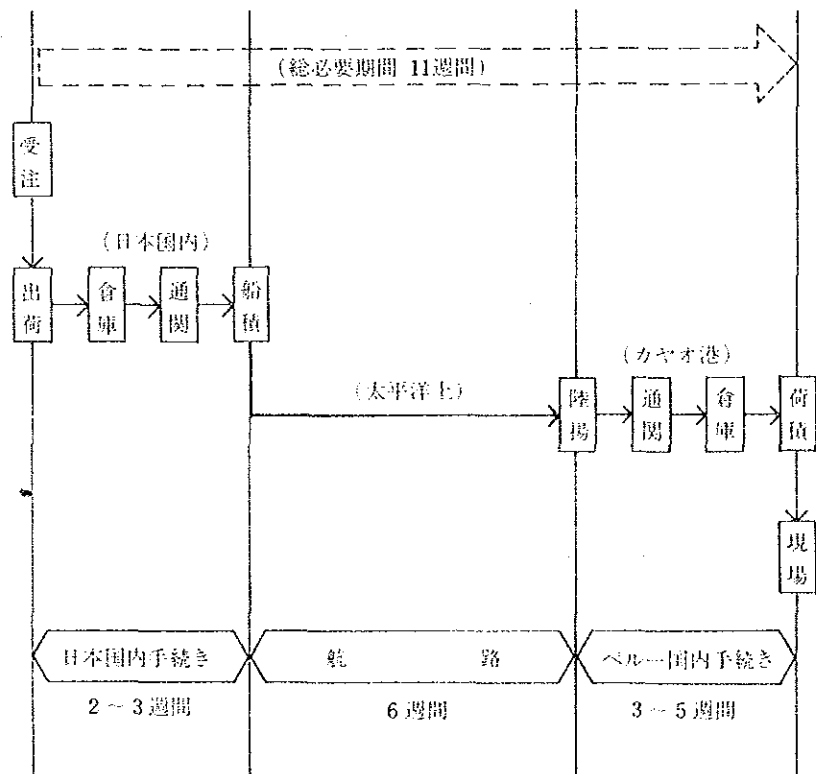 (総必要期間 11週間)
受注
(日本国内)
出荷
倉庫
通関
船積
(カヤオ港)
(太平洋上)
陸揚
通関
倉庫
荷積
現場
日本国内手続き
航路
ペルー国内手続き
2~3週間
6週間
3~5週間